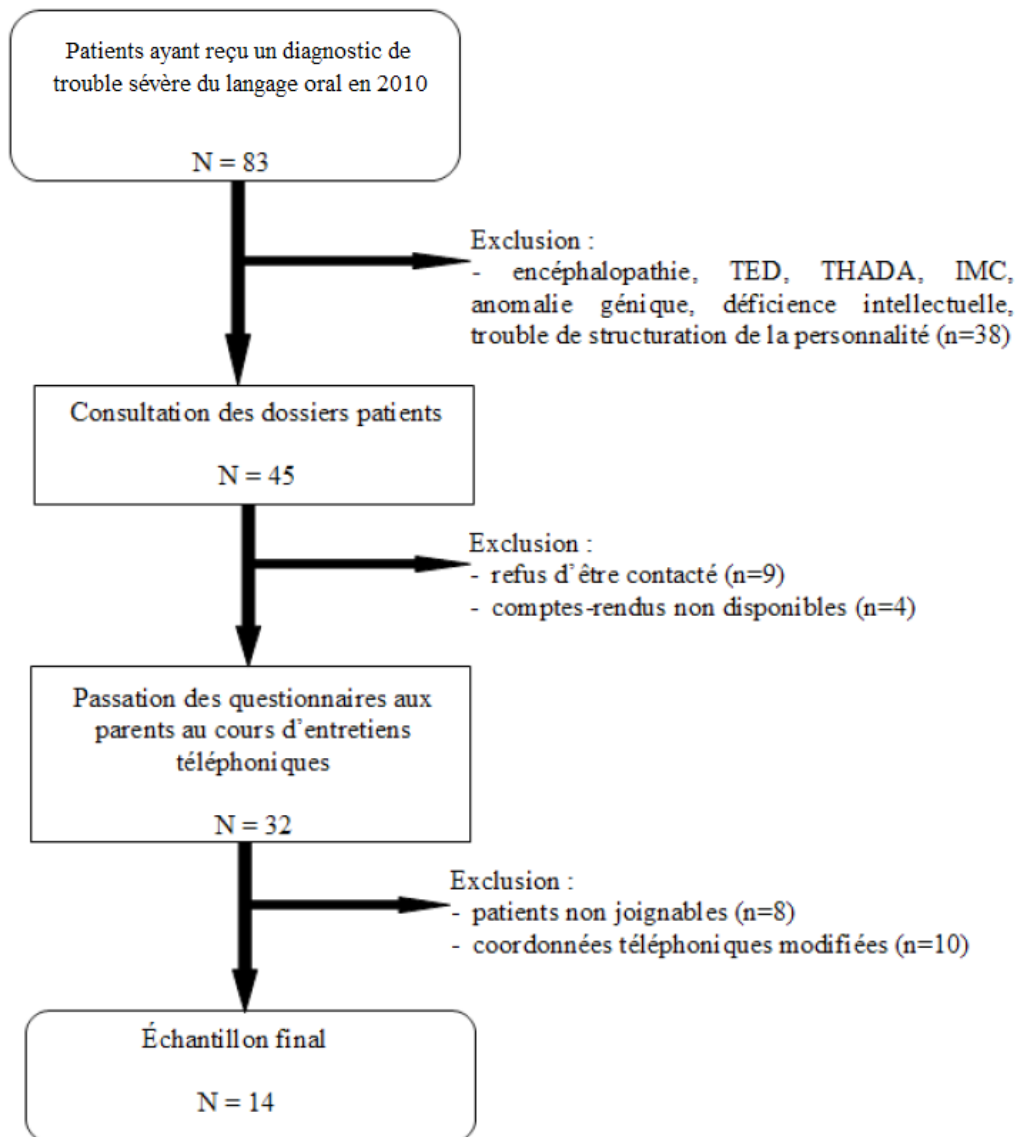 Patients ayant reçu un diagnostic de
trouble sévère du langage oral en 2010
N = 83
Exclusion :
- encéphalopathie, TED, THADA, IMC,
anomalie génique, déficience intellectuelle,
trouble de structuration de la personnalité (n=38)
Consultation des dossiers patients
N = 45
Exclusion :
- refus d'être contacté (n=9)
- comptes-rendus non disponibles (n=4)
Passation des questionnaires aux
parents au cours d'entretiens
téléphoniques
N = 32
Exclusion :
- patients non joignables (n=8)
- coordonnées téléphoniques modifiées (n=10)
Échantillon final
N = 14